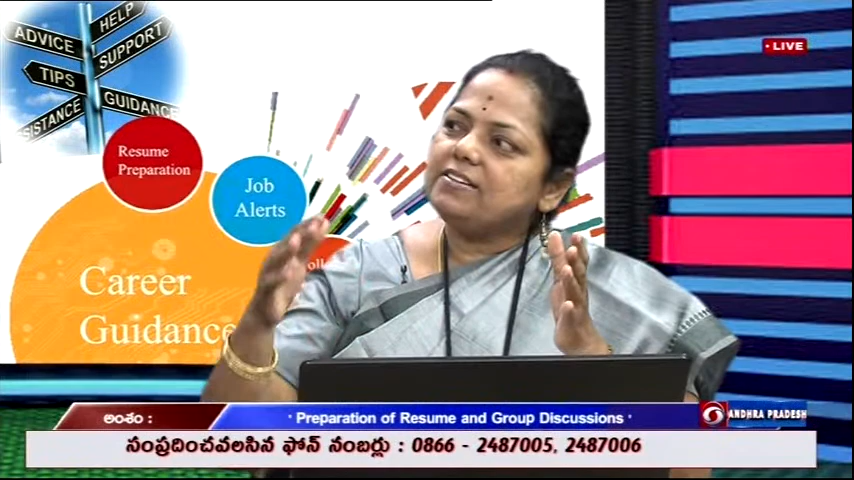 HELP
ADVICE
SUPPORT
TIPS
GUIDANCE
SISTANCE
Resume
Preparation
Job
Alerts
Career
Guidance
LIVE
అంశం :
· Preparation of Resume and Group Discussions ·
ANDHRA PRADESH
సంప్రదించవలసిన ఫోన్ నంబర్లు : 0866 - 2487005, 2487006